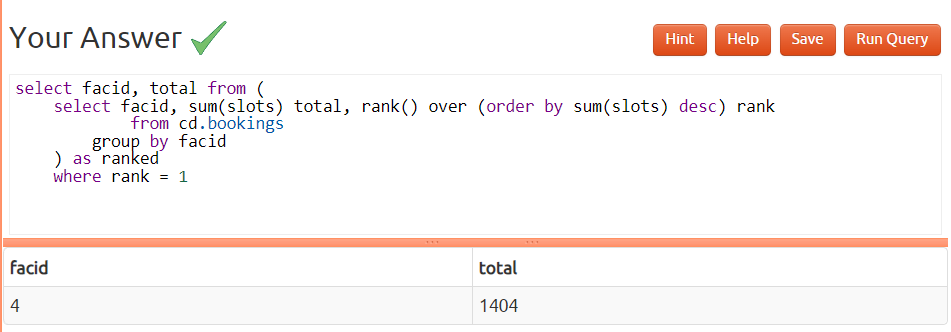 Your Answer
Hint Help Save Run Query
select facid, total from (
    select facid, sum(slots) total, rank() over (order by sum(slots) desc) rank
            from cd.bookings
        group by facid
    ) as ranked
    where rank = 1
facid total
4 1404